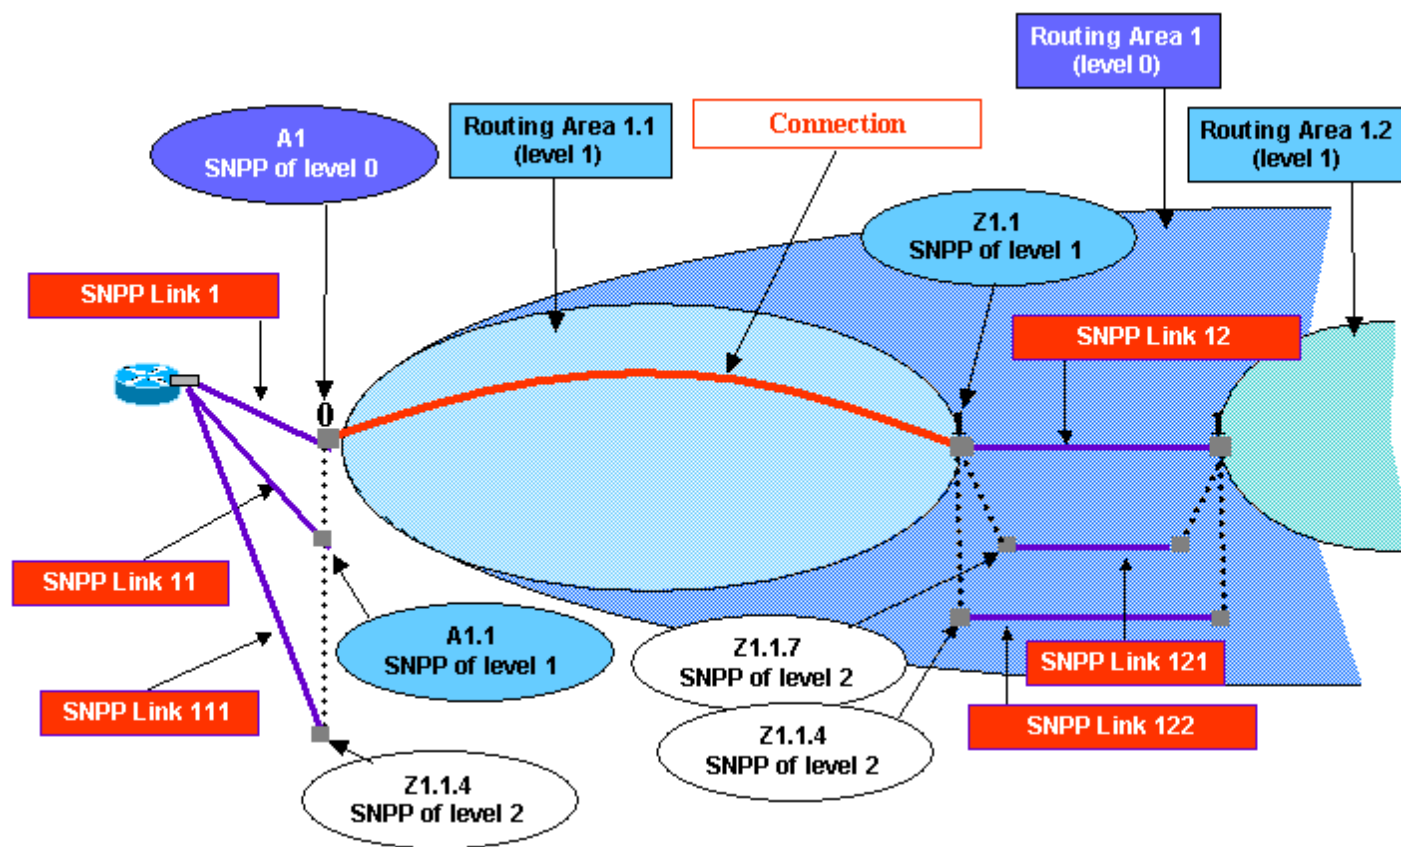 Routing Area 1
(level 0)
A1
SNPP of level 0
Routing Area 1.1
(level 1)
Connection
Routing Area 1.2
(level 1)
Z1.1
SNPP of level 1
SNPP Link 1
SNPP Link 12
0
1
1
SNPP Link 11
A1.1
SNPP of level 1
Z1.1.7
SNPP of level 2
SNPP Link 121
SNPP Link 111
Z1.1.4
SNPP of level 2
SNPP Link 122
Z1.1.4
SNPP of level 2